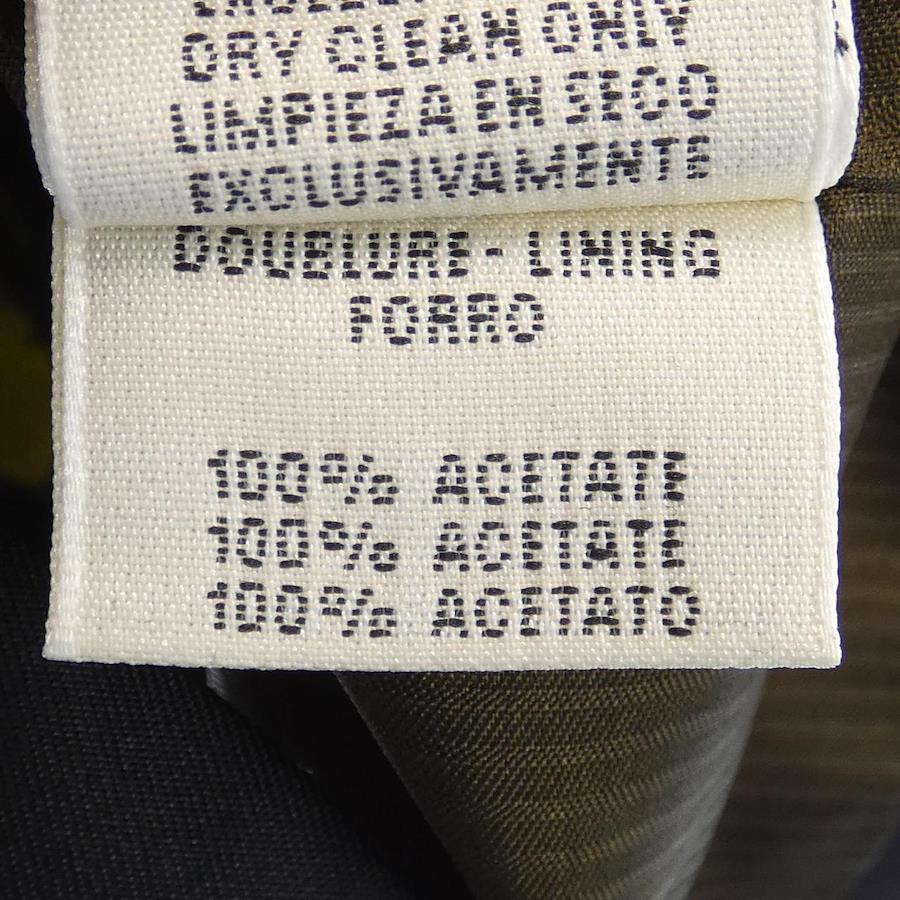 DRY CLEAN ONLY
LIMPIEZA EN SECO
EXCLUSIVAMENTE
DOUBLURE - LINING
FORRO
100% ACETATE
100% ACETATE
100% ACETATO